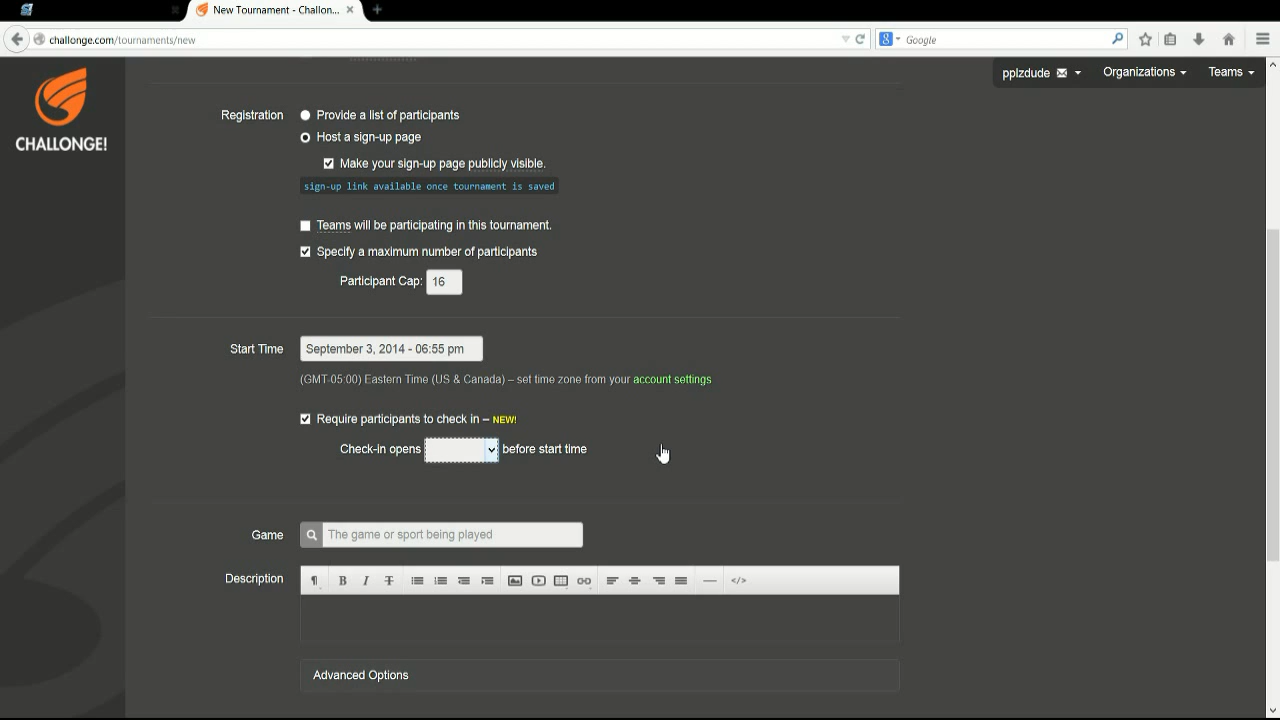 New Tournament - Challon...
challonge.com/tournaments/new
Google
pplzdude
Organizations
Teams
CHALLONGE!
Registration
Provide a list of participants
Host a sign-up page
Make your sign-up page publicly visible.
sign-up link available once tournament is saved
Teams will be participating in this tournament.
Specify a maximum number of participants
Participant Cap: 16
Start Time
September 3, 2014 - 06:55 pm
(GMT-05:00) Eastern Time (US & Canada) – set time zone from your account settings
Require participants to check in – NEW!
Check-in opens before start time
Game
The game or sport being played
Description
Advanced Options